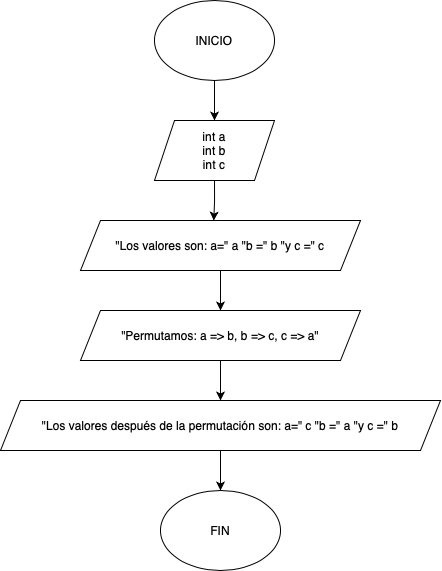 INICIO
int a
int b
int c
"Los valores son: a=" a "b =" b "y c =" c
"Permutamos: a => b, b => c, c => a"
"Los valores después de la permutación son: a=" c "b =" a "y c =" b
FIN